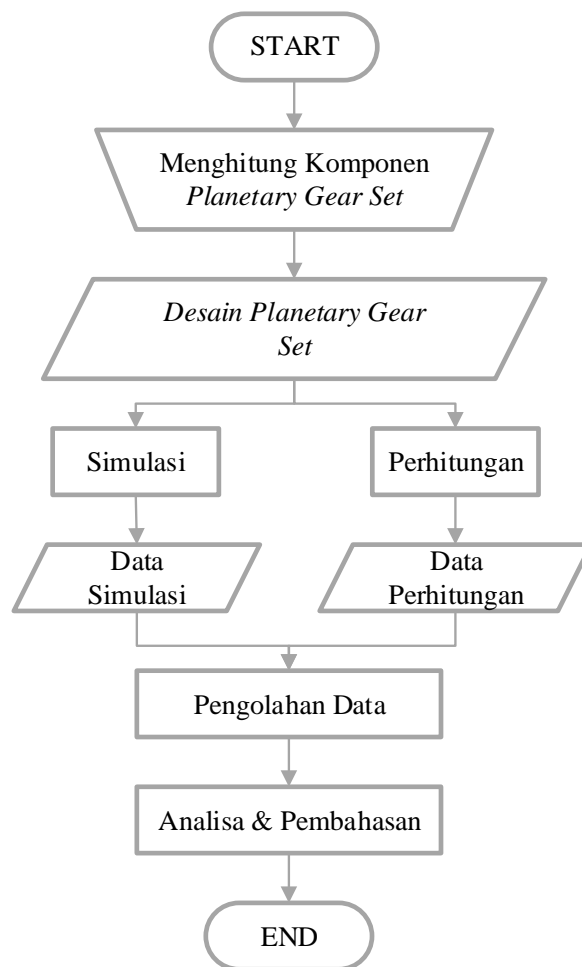 START
Menghitung Komponen
Planetary Gear Set
Desain Planetary Gear
Set
Simulasi
Perhitungan
Data
Simulasi
Data
Perhitungan
Pengolahan Data
Analisa & Pembahasan
END